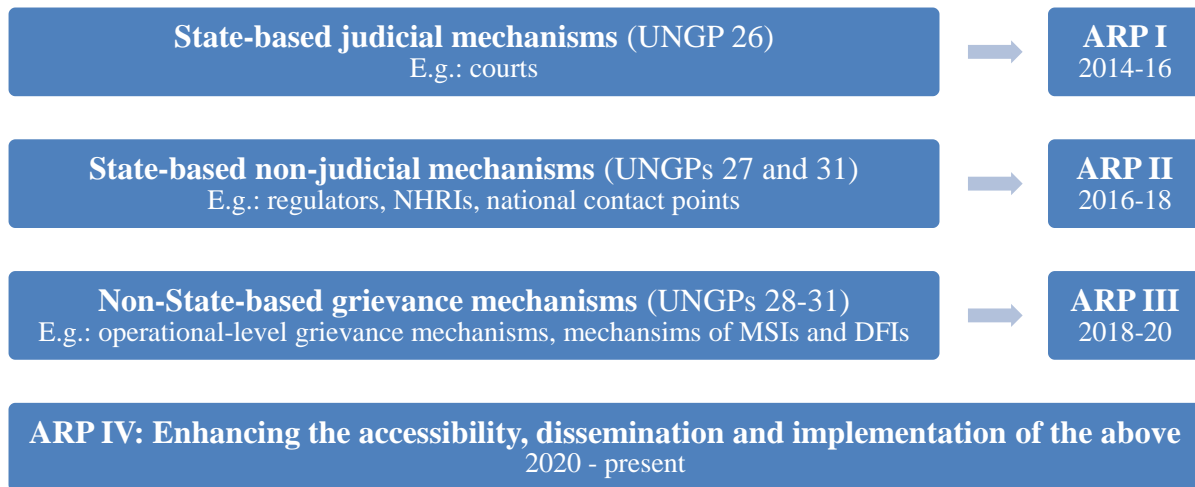 State-based judicial mechanisms (UNGP 26)
E.g.: courts
ARP I
2014-16
State-based non-judicial mechanisms (UNGPs 27 and 31)
E.g.: regulators, NHRIs, national contact points
ARP II
2016-18
Non-State-based grievance mechanisms (UNGPs 28-31)
E.g.: operational-level grievance mechanisms, mechansims of MSIs and DFIs
ARP III
2018-20
ARP IV: Enhancing the accessibility, dissemination and implementation of the above
2020 - present